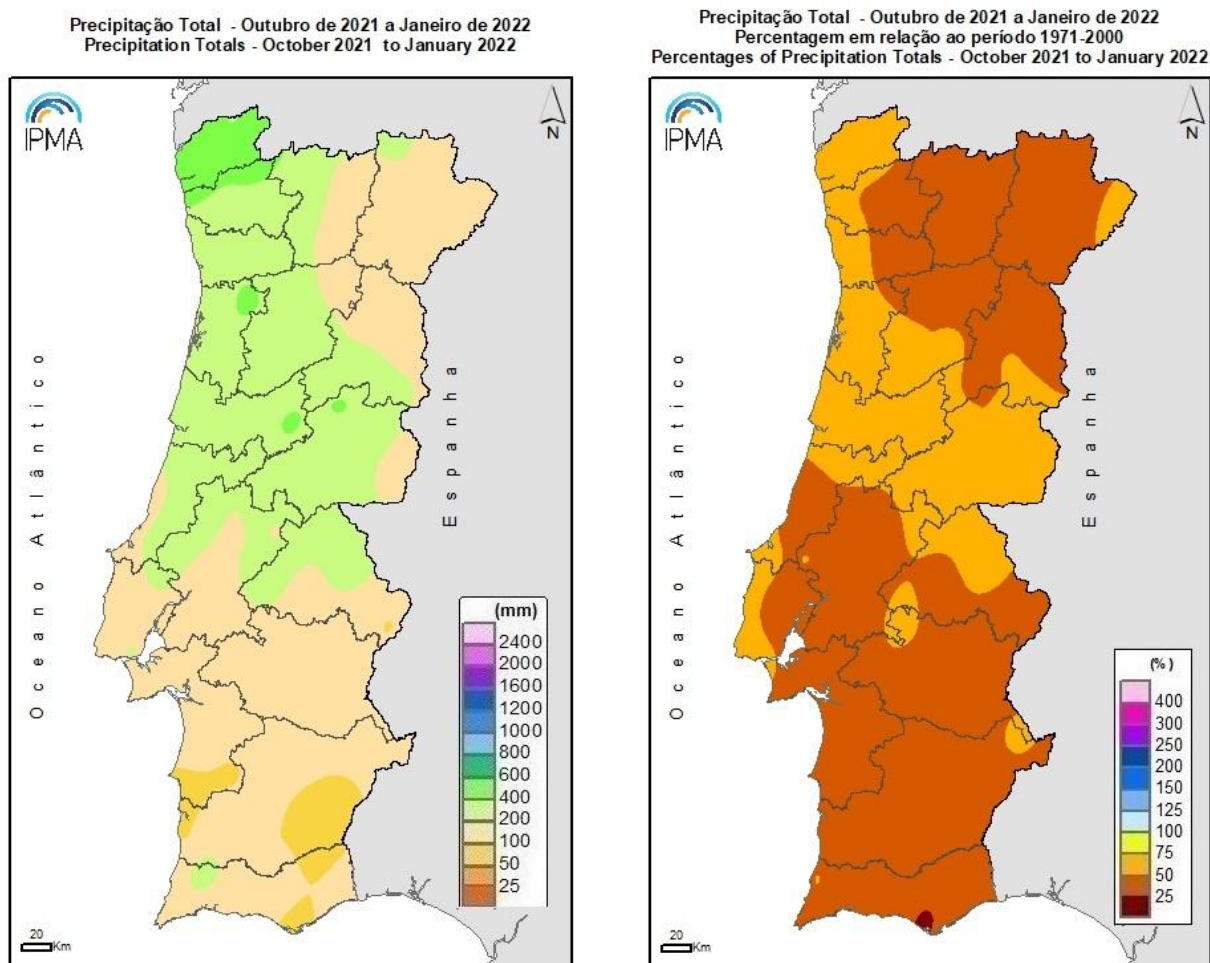 Precipitação Total - Outubro de 2021 a Janeiro de 2022
Precipitation Totals - October 2021 to January 2022
IPMA
N
Oceano Atlântico
Espanha
(mm)
2400
2000
1600
1200
1000
800
600
400
200
100
50
25
20
Km
Precipitação Total - Outubro de 2021 a Janeiro de 2022
Percentagem em relação ao período 1971-2000
Percentages of Precipitation Totals - October 2021 to January 2022
IPMA
N
Oceano Atlântico
Espanha
(%)
400
300
250
200
150
125
100
75
50
25
20
Km